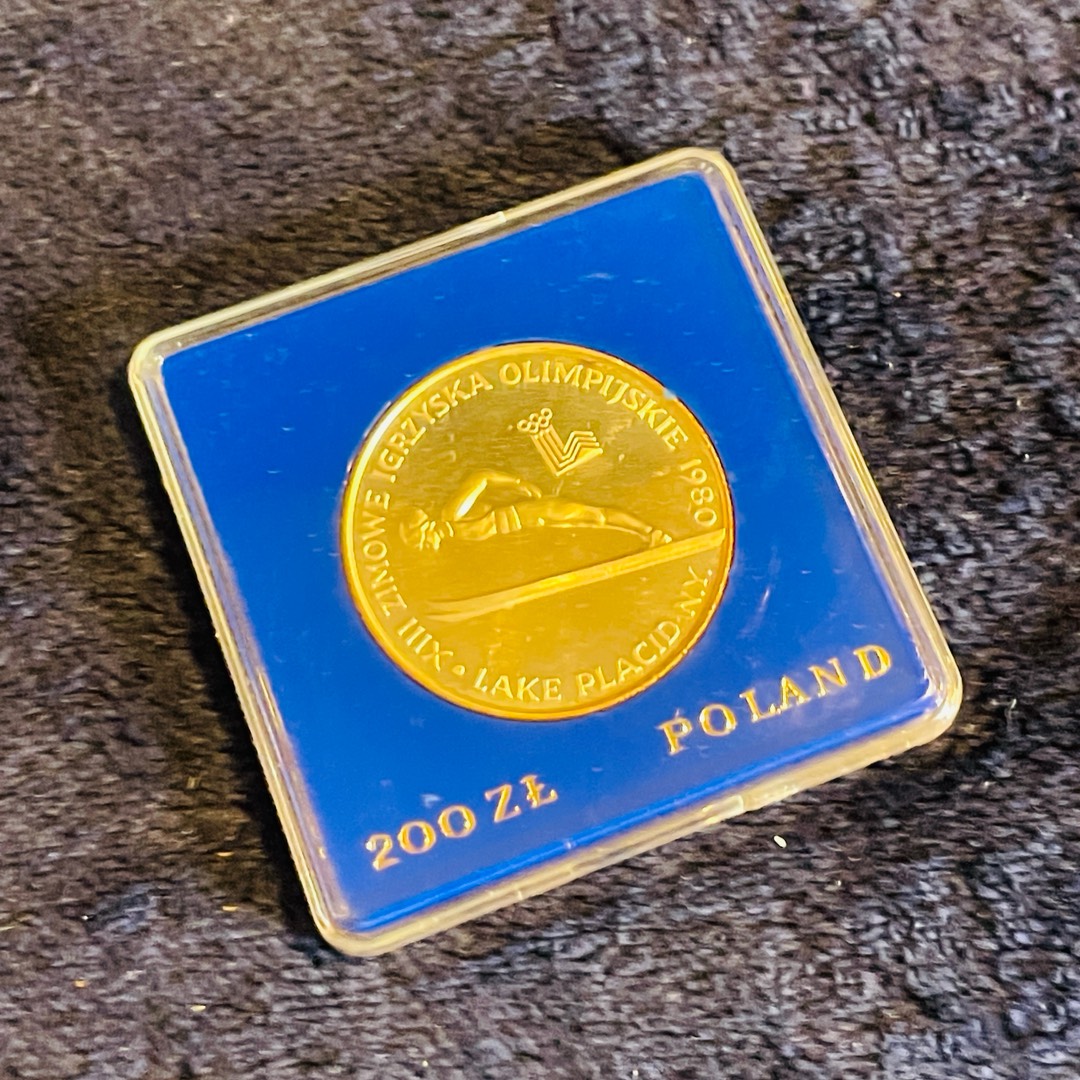 XIII ZIMOWE IGRZYSKA OLIMPIJSKIE 1980
• LAKE PLACID·N.Y.
200 ZŁ POLAND